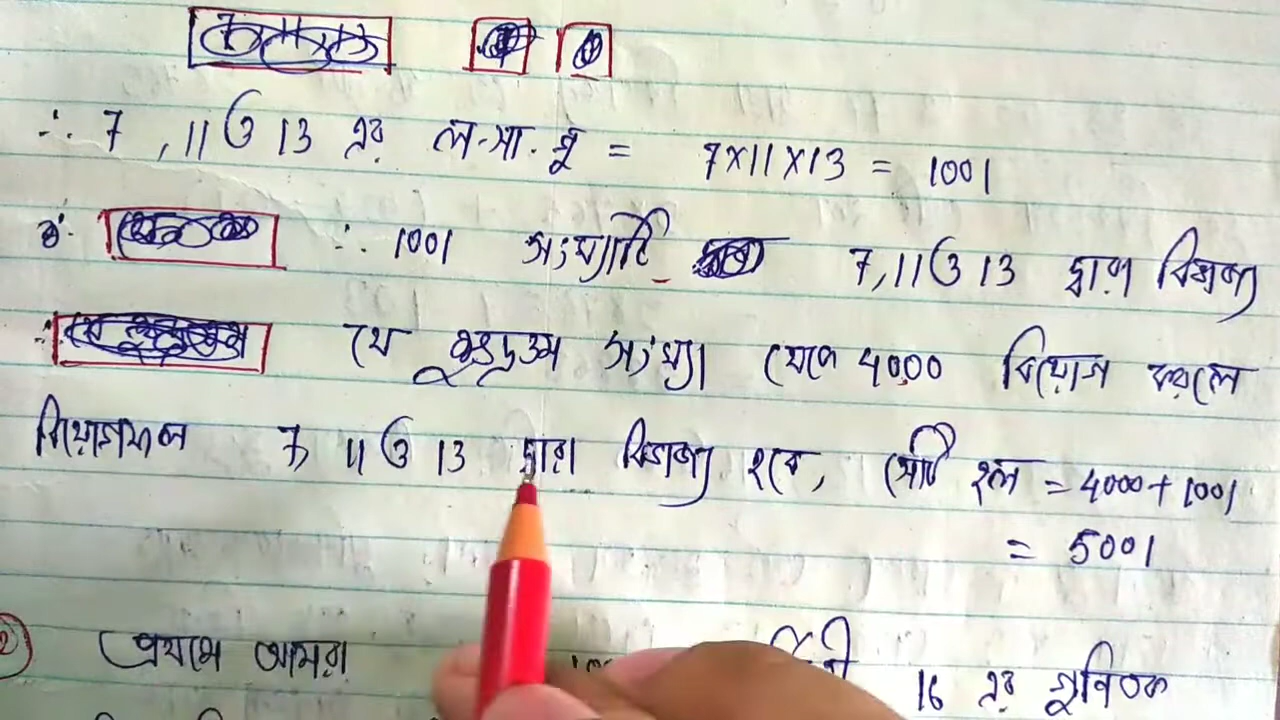 ∴ 7, 11 ও 13 এর ল.সা.গু = 7×11×13 = 1001
∴ 1001 সংখ্যাটি 7, 11 ও 13 দ্বারা বিভাজ্য
যে ক্ষুদ্রতম সংখ্যা থেকে 4000 বিয়োগ করলে
বিয়োগফল 7, 11 ও 13 দ্বারা বিভাজ্য হবে, সেটি হল = 4000 + 1001
= 5001
প্রথমে আমরা 16 এর গুনিতক